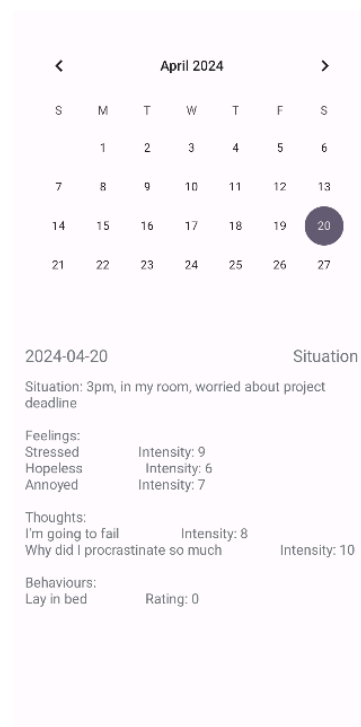 April 2024
S M T W T F S
1 2 3 4 5 6
7 8 9 10 11 12 13
14 15 16 17 18 19 20
21 22 23 24 25 26 27
2024-04-20 Situation
Situation: 3pm, in my room, worried about project
deadline
Feelings:
Stressed Intensity: 9
Hopeless Intensity: 6
Annoyed Intensity: 7
Thoughts:
I'm going to fail Intensity: 8
Why did I procrastinate so much Intensity: 10
Behaviours:
Lay in bed Rating: 0